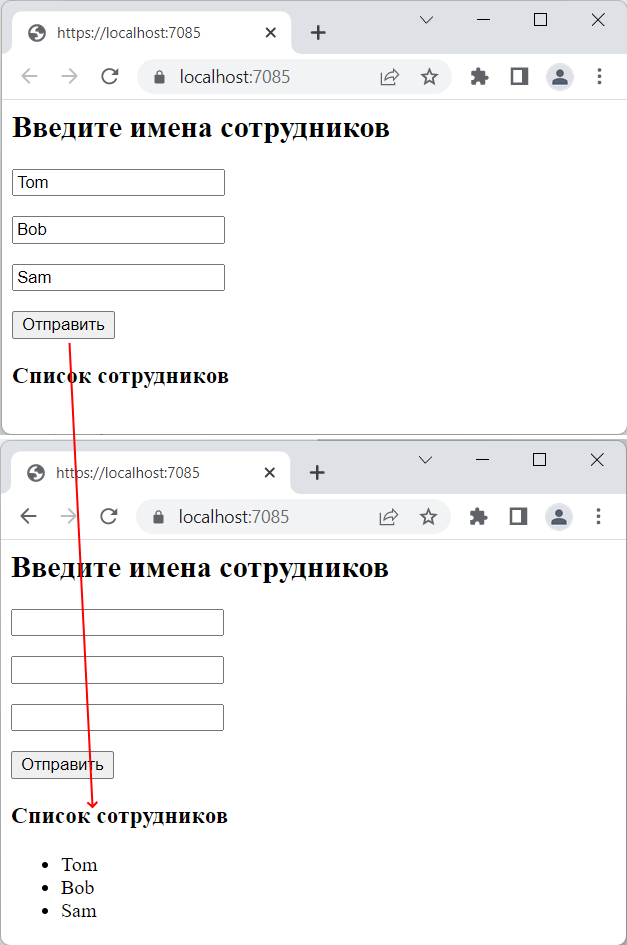 https://localhost:7085
localhost:7085
Введите имена сотрудников
Tom
Bob
Sam
Отправить
Список сотрудников
https://localhost:7085
localhost:7085
Введите имена сотрудников
Отправить
Список сотрудников
Tom
Bob
Sam